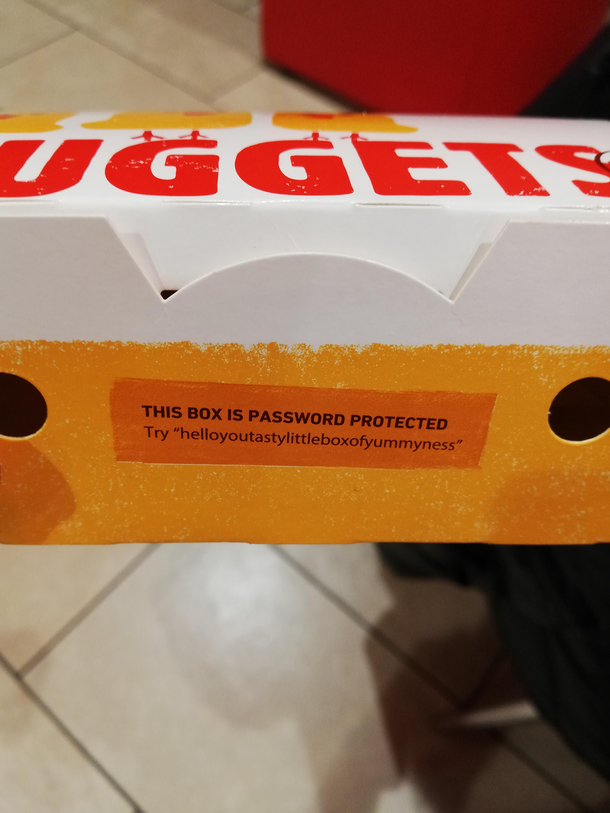 UGGETS
THIS BOX IS PASSWORD PROTECTED
Try “helloyoutastylittleboxofyummyness”